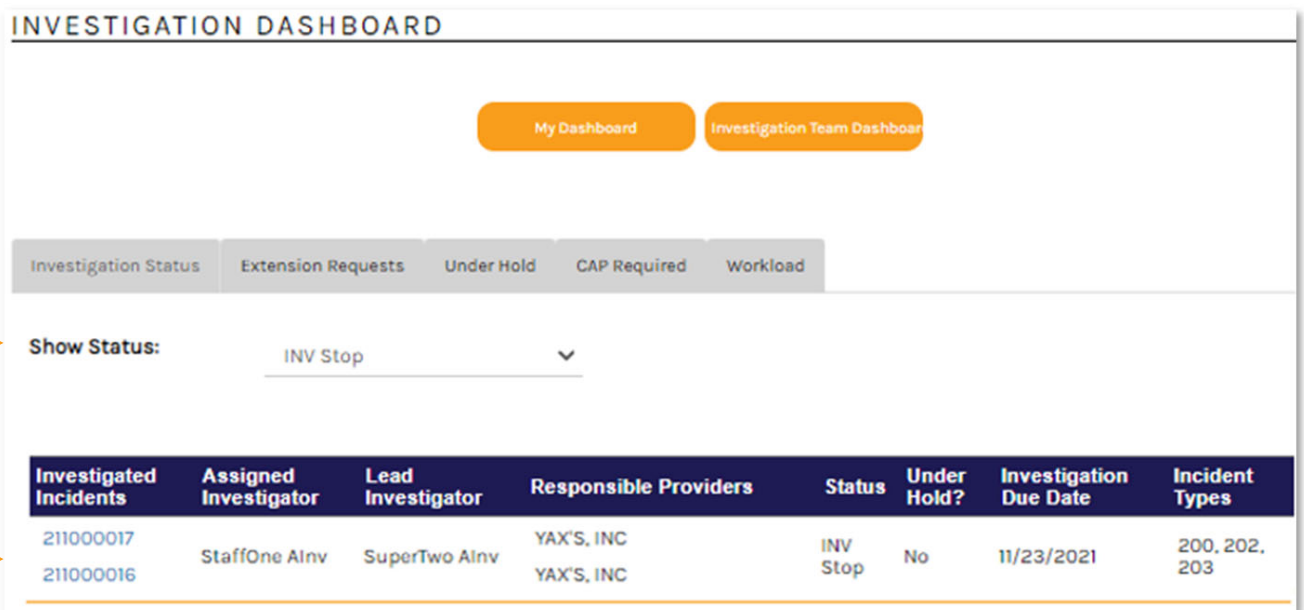 INVESTIGATION DASHBOARD
My Dashboard
Investigation Team Dashboar
Investigation Status
Extension Requests
Under Hold
CAP Required
Workload
Show Status:
INV Stop
Investigated Incidents
Assigned Investigator
Lead Investigator
Responsible Providers
Status
Under Hold?
Investigation Due Date
Incident Types
211000017
211000016
StaffOne AInv
SuperTwo AInv
YAX'S, INC
YAX'S, INC
INV Stop
No
11/23/2021
200, 202, 203